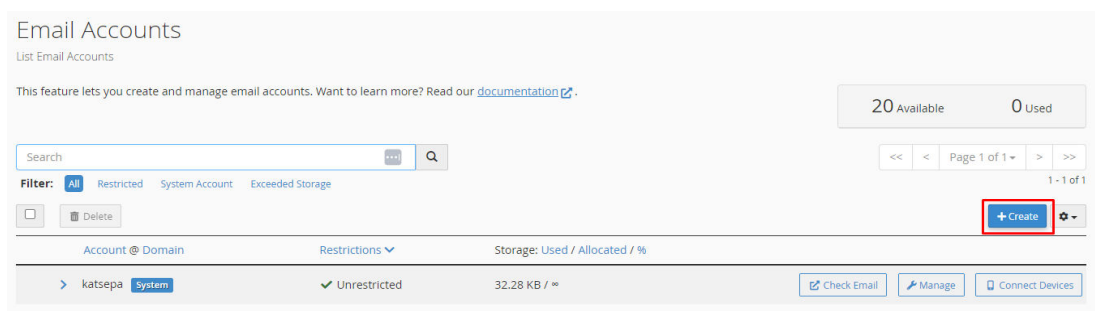 Email Accounts
List Email Accounts
This feature lets you create and manage email accounts. Want to learn more? Read our documentation.
20 Available 0 Used
Search
<< < Page 1 of 1 > >>
Filter: All Restricted System Account Exceeded Storage
1 - 1 of 1
Delete
+ Create
Account @ Domain Restrictions Storage: Used / Allocated / %
katsepa System Unrestricted 32.28 KB / ∞ Check Email Manage Connect Devices